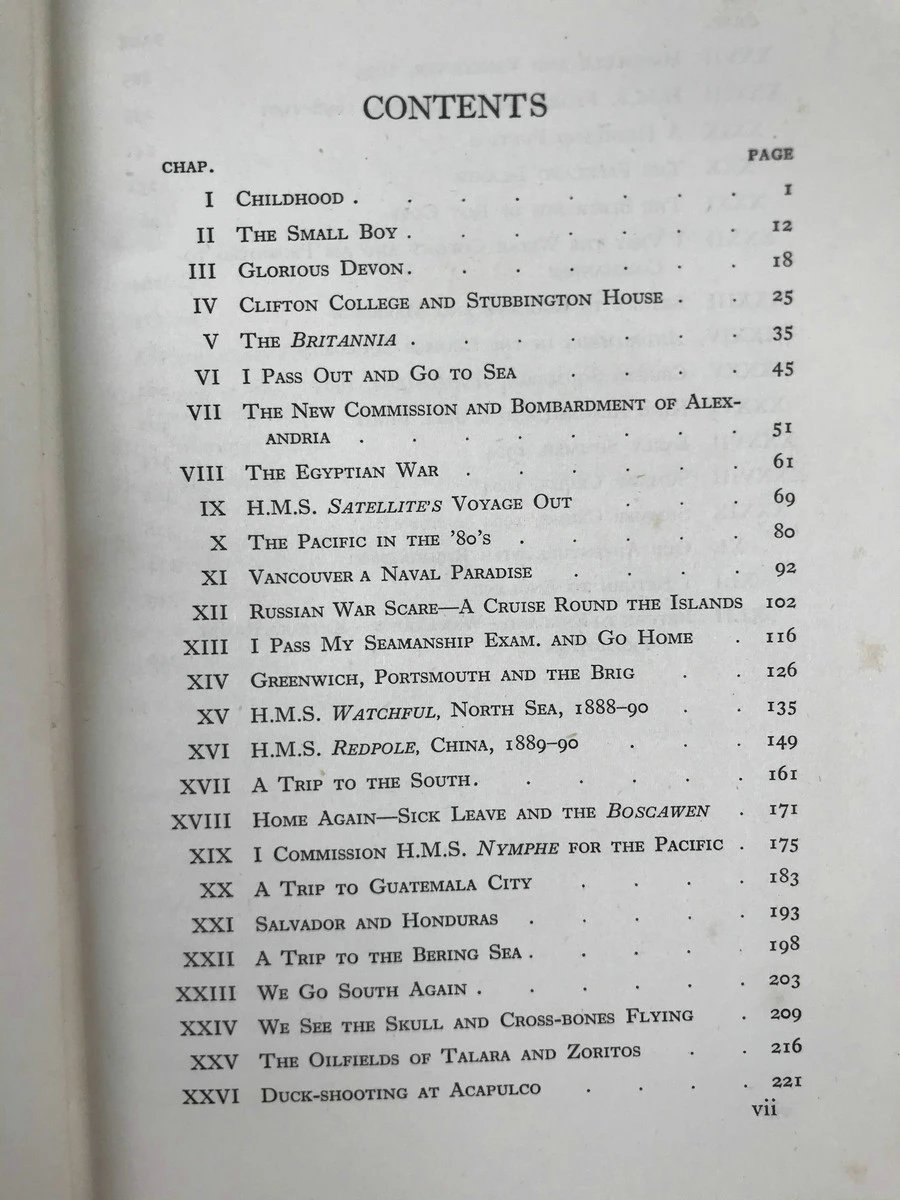 CONTENTS
CHAP. PAGE
I CHILDHOOD . . . . . . . . 1
II THE SMALL BOY . . . . . . . 12
III GLORIOUS DEVON . . . . . . . 18
IV CLIFTON COLLEGE AND STUBBINGTON HOUSE . . 25
V THE BRITANNIA . . . . . . . 35
VI I PASS OUT AND GO TO SEA . . . . 45
VII THE NEW COMMISSION AND BOMBARDMENT OF ALEX-
ANDRIA . . . . . . . . 51
VIII THE EGYPTIAN WAR . . . . . . 61
IX H.M.S. SATELLITE'S VOYAGE OUT . . . 69
X THE PACIFIC IN THE '80'S . . . . . 80
XI VANCOUVER A NAVAL PARADISE . . . . 92
XII RUSSIAN WAR SCARE—A CRUISE ROUND THE ISLANDS 102
XIII I PASS MY SEAMANSHIP EXAM. AND GO HOME . 116
XIV GREENWICH, PORTSMOUTH AND THE BRIG . . 126
XV H.M.S. WATCHFUL, NORTH SEA, 1888–90 . . 135
XVI H.M.S. REDPOLE, CHINA, 1889–90 . . . 149
XVII A TRIP TO THE SOUTH . . . . . . 161
XVIII HOME AGAIN—SICK LEAVE AND THE BOSCAWEN . 171
XIX I COMMISSION H.M.S. NYMPHE FOR THE PACIFIC . 175
XX A TRIP TO GUATEMALA CITY . . . . 183
XXI SALVADOR AND HONDURAS . . . . . 193
XXII A TRIP TO THE BERING SEA . . . . . 198
XXIII WE GO SOUTH AGAIN . . . . . . 203
XXIV WE SEE THE SKULL AND CROSS-BONES FLYING . 209
XXV THE OILFIELDS OF TALARA AND ZORITOS . . 216
XXVI DUCK-SHOOTING AT ACAPULCO . . . . 221
vii